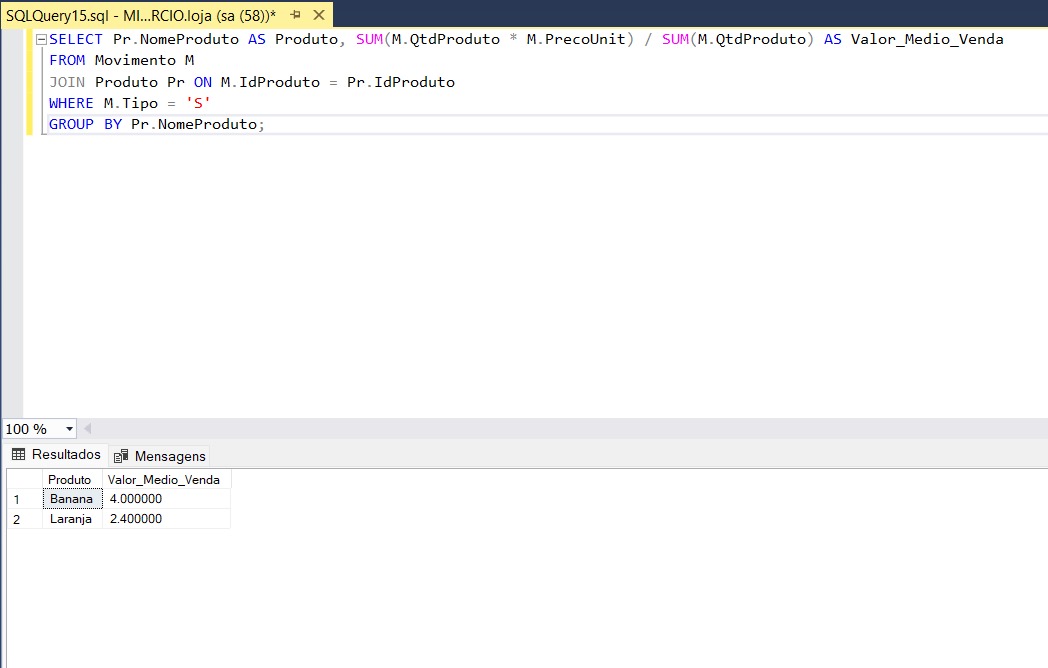 SQLQuery15.sql - MI...RCIO.loja (sa (58))*
SELECT Pr.NomeProduto AS Produto, SUM(M.QtdProduto * M.PrecoUnit) / SUM(M.QtdProduto) AS Valor_Medio_Venda
FROM Movimento M
JOIN Produto Pr ON M.IdProduto = Pr.IdProduto
WHERE M.Tipo = 'S'
GROUP BY Pr.NomeProduto;
100 %
Resultados Mensagens
Produto Valor_Medio_Venda
1 Banana 4.000000
2 Laranja 2.400000